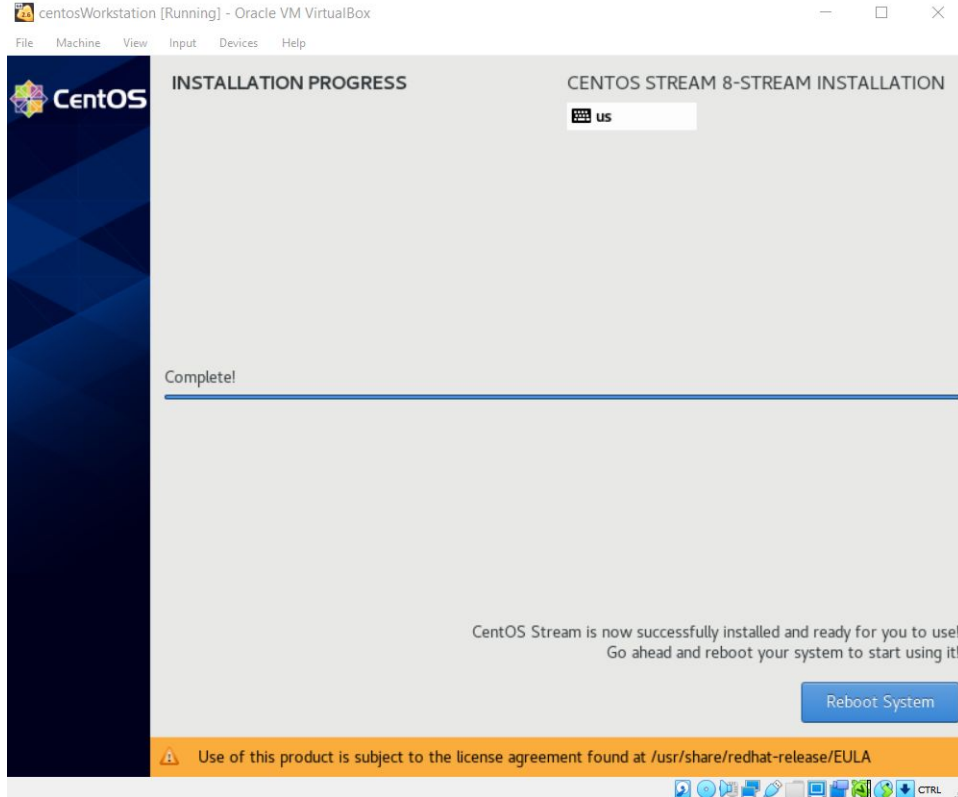 centosWorkstation [Running] - Oracle VM VirtualBox
File Machine View Input Devices Help
CentOS
INSTALLATION PROGRESS
CENTOS STREAM 8-STREAM INSTALLATION
us
Complete!
CentOS Stream is now successfully installed and ready for you to use!
Go ahead and reboot your system to start using it!
Reboot System
Use of this product is subject to the license agreement found at /usr/share/redhat-release/EULA
CTRL